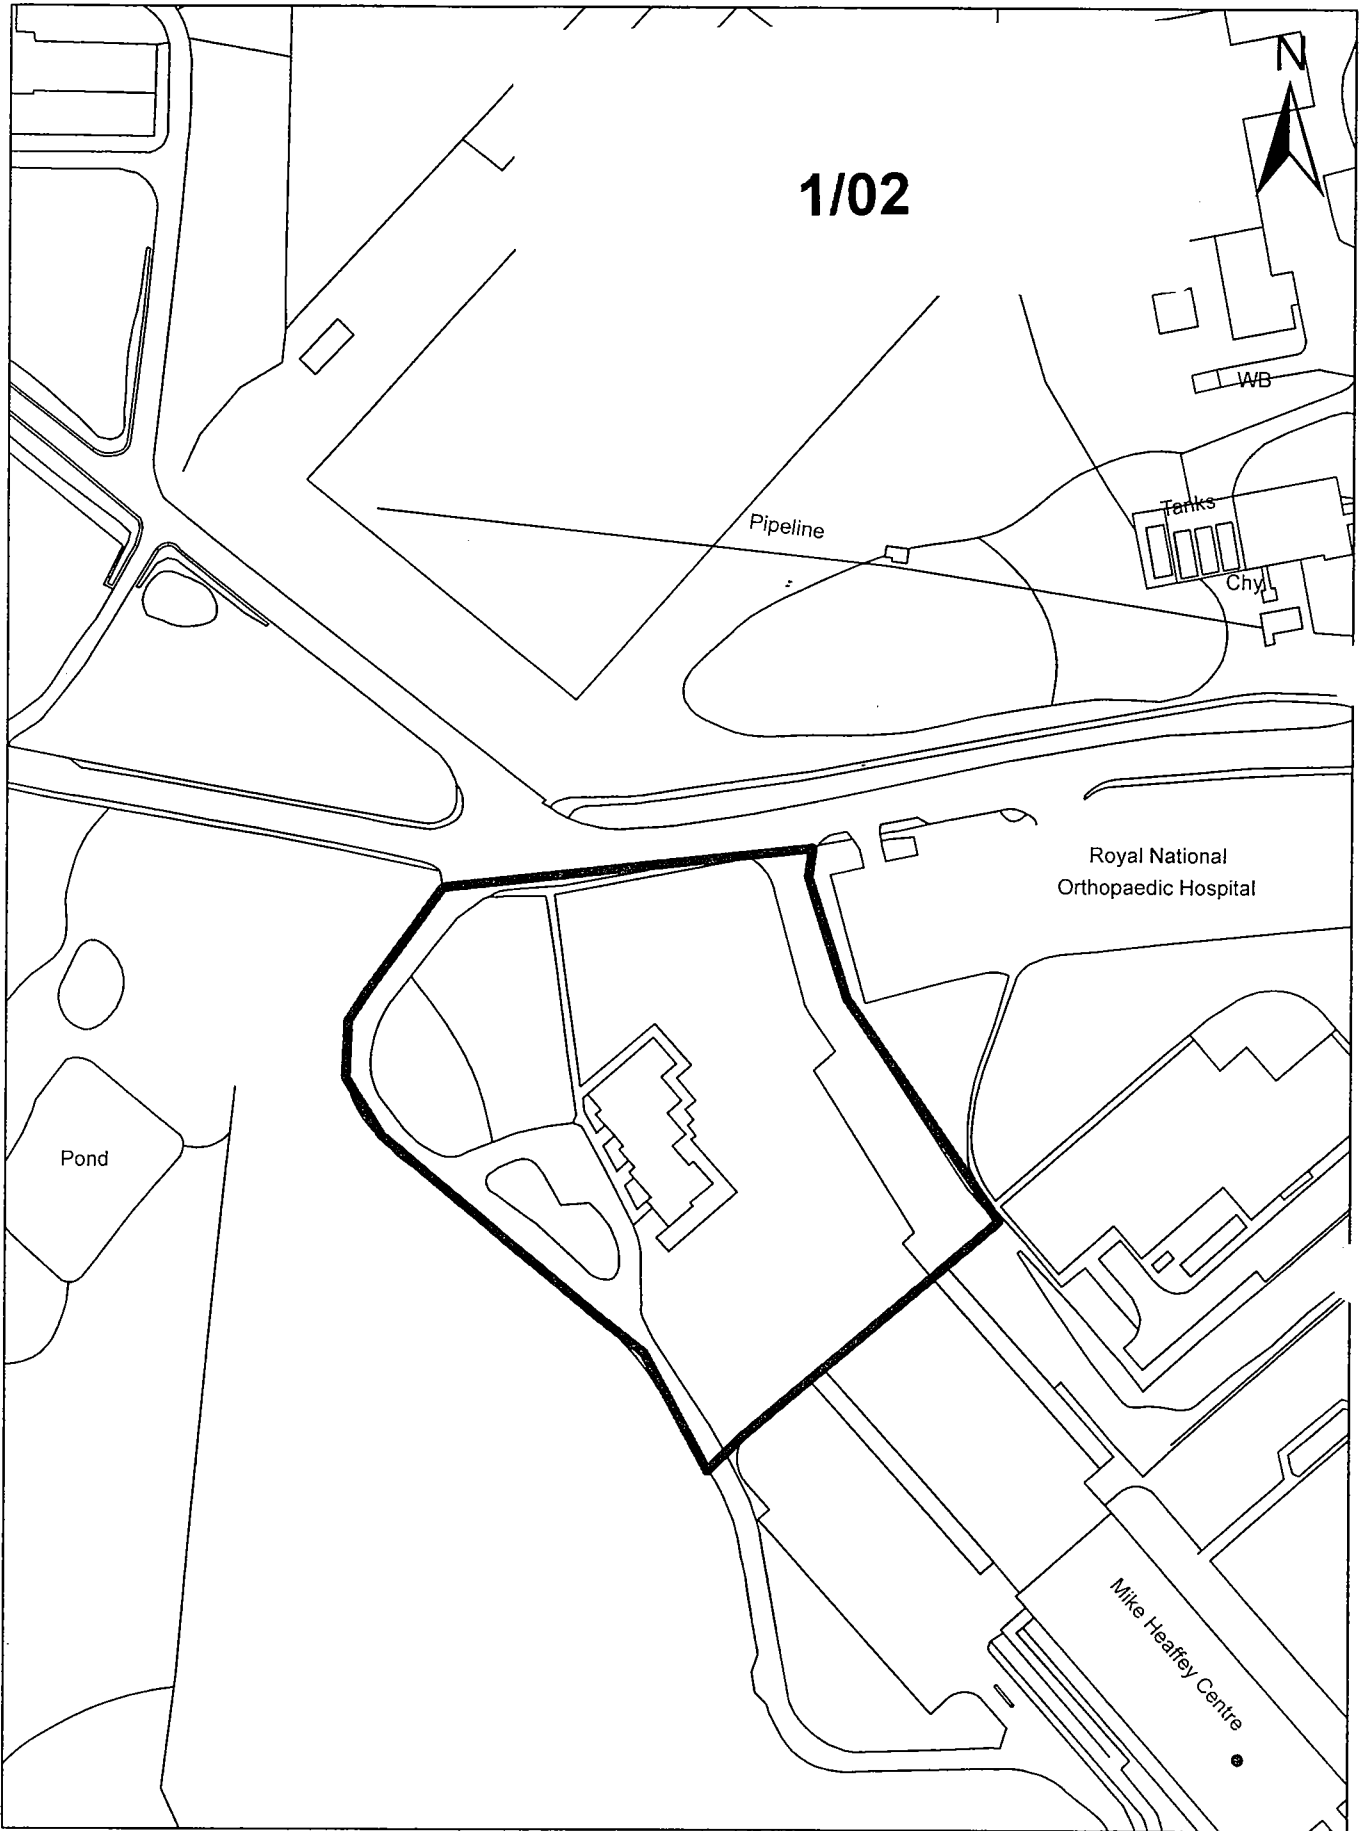 N
1/02
WB
Tanks
Pipeline
Chy
Royal National
Orthopaedic Hospital
Pond
Mike Heaffey Centre